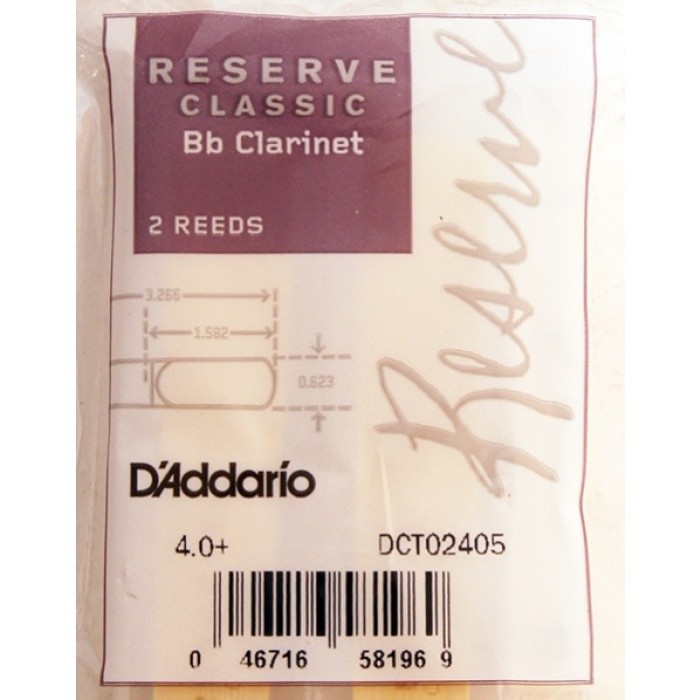 RESERVE
CLASSIC
Bb Clarinet
2 REEDS
Reserve
3.266
1.582
0.623
D'Addario
4.0+ DCT02405
0 46716 58196 9